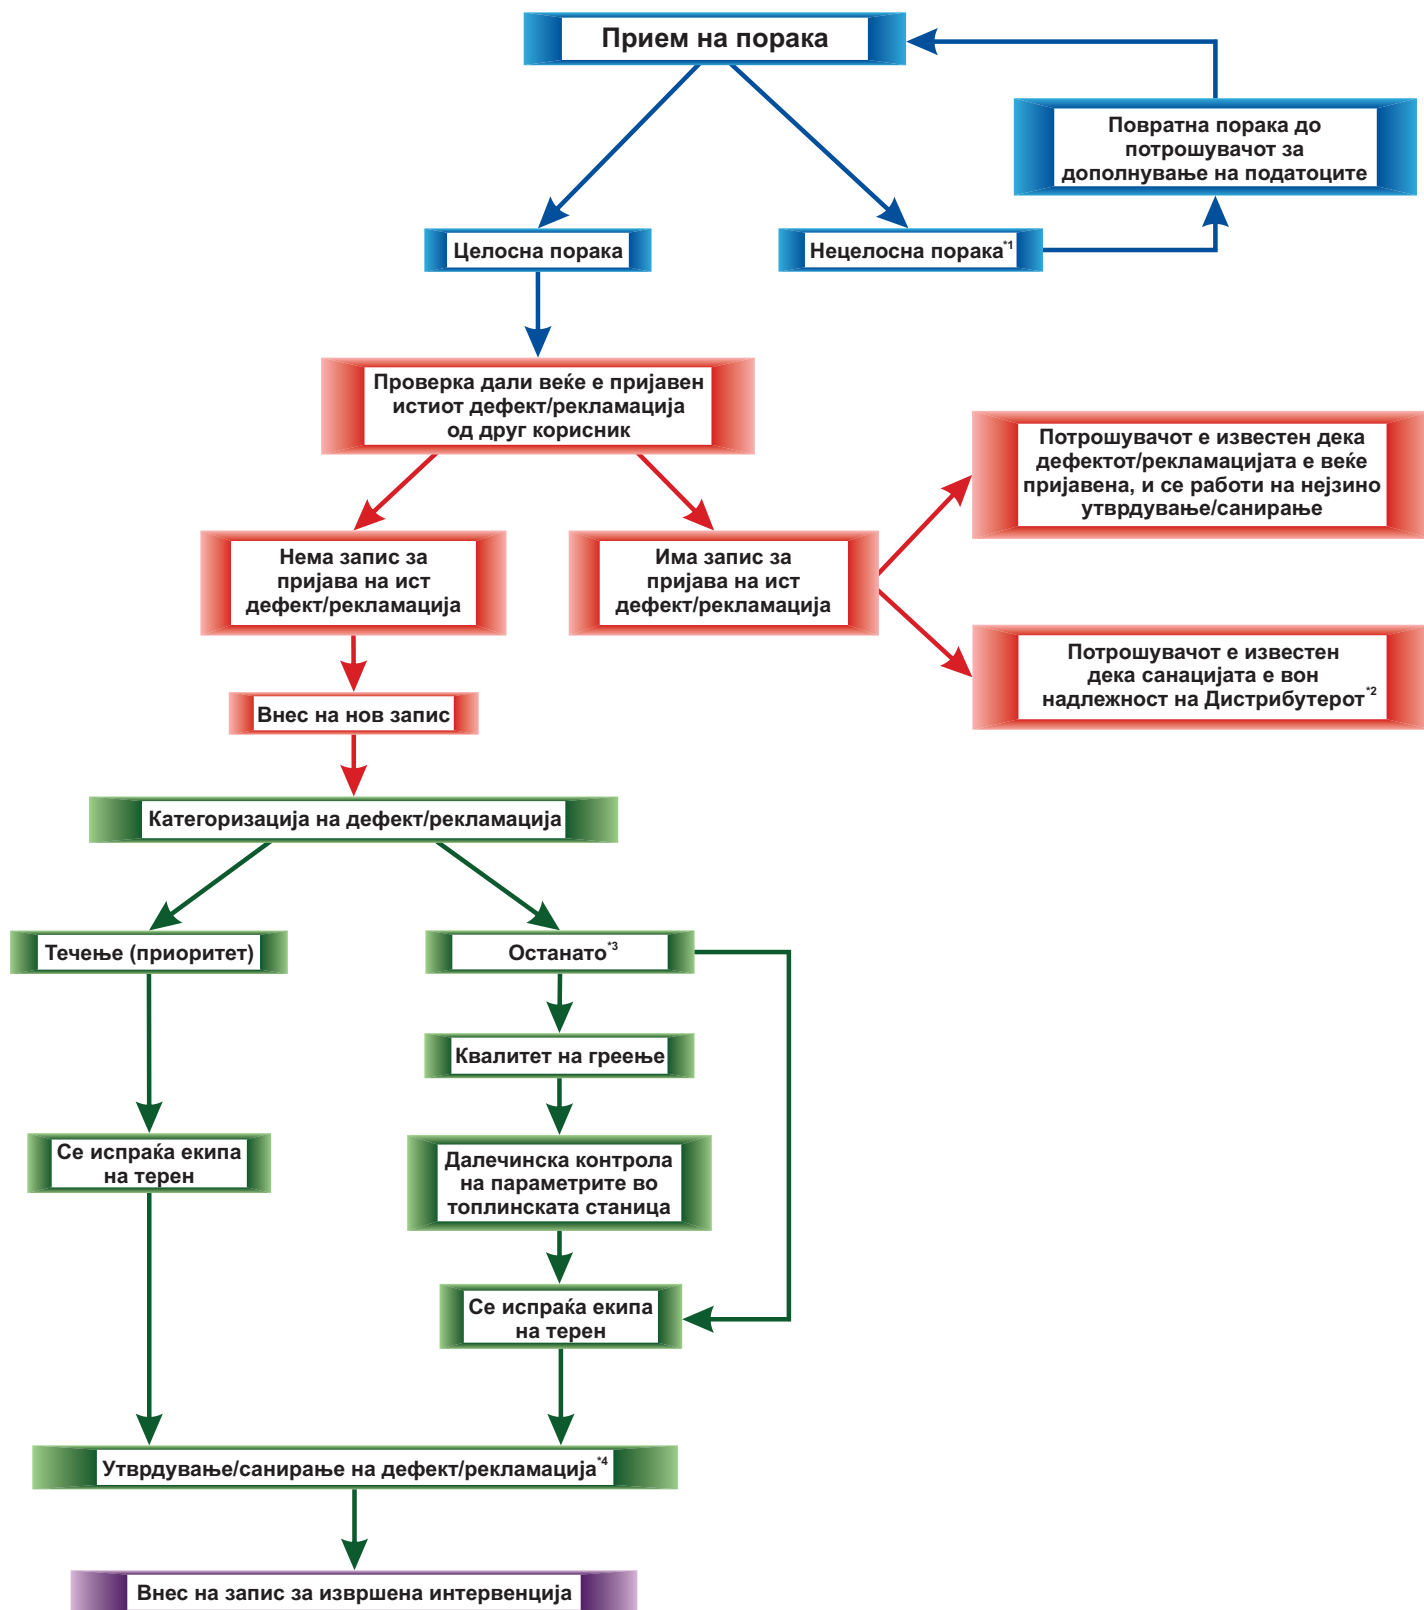 Прием на порака
Повратна порака до
потрошувачот за
дополнување на податоците
Целосна порака
Нецелосна порака*1
Проверка дали веќе е пријавен
истиот дефект/рекламација
од друг корисник
Потрошувачот е известен дека
дефектот/рекламацијата е веќе
пријавена, и се работи на нејзино
утврдување/санирање
Нема запис за
пријава на ист
дефект/рекламација
Има запис за
пријава на ист
дефект/рекламација
Потрошувачот е известен
дека санацијата е вон
надлежност на Дистрибутерот*2
Внес на нов запис
Категоризација на дефект/рекламација
Течење (приоритет)
Останато*3
Квалитет на греење
Се испраќа екипа
на терен
Далечинска контрола
на параметрите во
топлинската станица
Се испраќа екипа
на терен
Утврдување/санирање на дефект/рекламација*4
Внес на запис за извршена интервенција